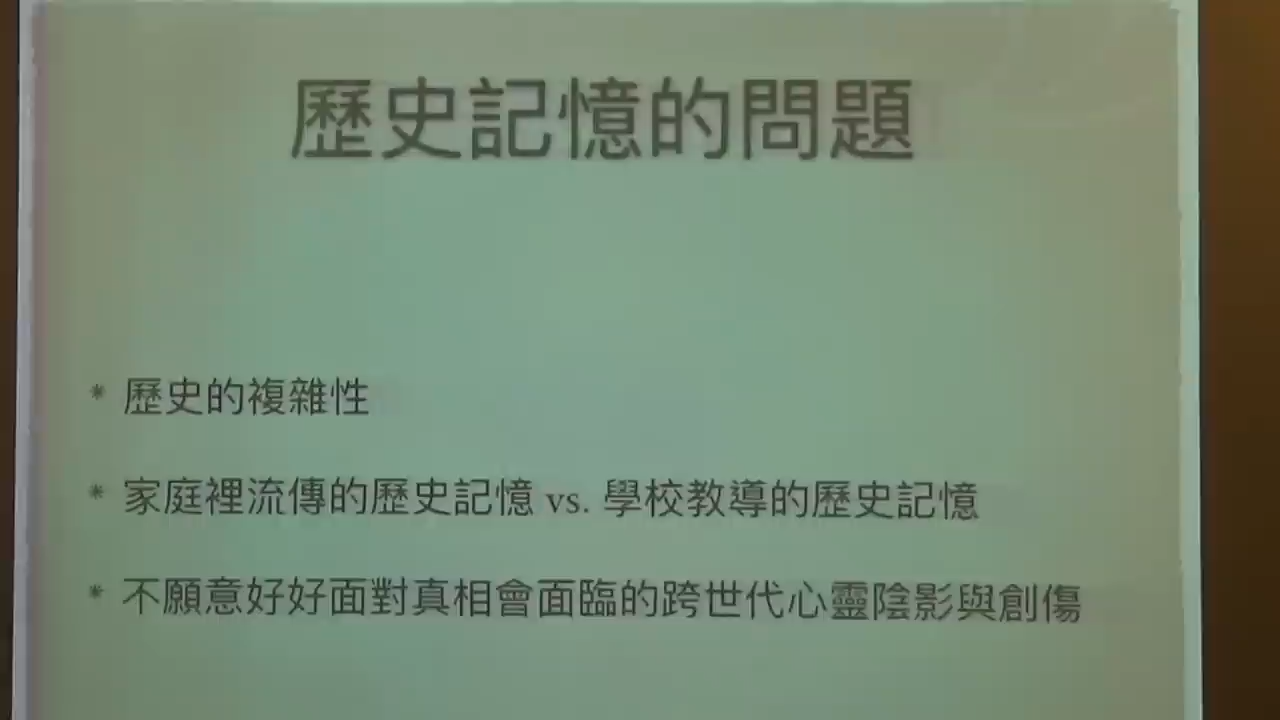 歷史記憶的問題
* 歷史的複雜性
* 家庭裡流傳的歷史記憶 vs. 學校教導的歷史記憶
* 不願意好好面對真相會面臨的跨世代心靈陰影與創傷